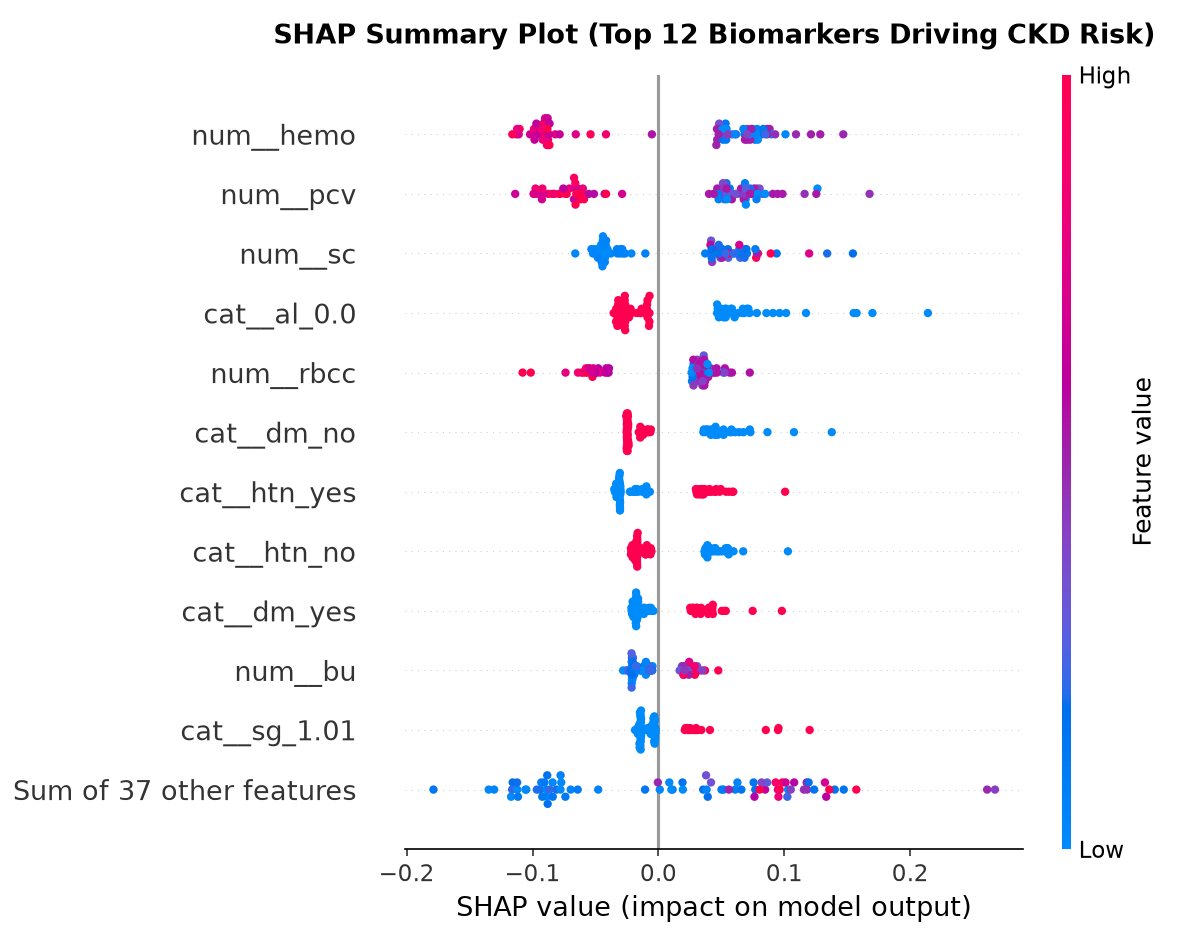 SHAP Summary Plot (Top 12 Biomarkers Driving CKD Risk)
High
num__hemo
num__pcv
num__sc
cat__al_0.0
num__rbcc
cat__dm_no
cat__htn_yes
cat__htn_no
cat__dm_yes
num__bu
cat__sg_1.01
Sum of 37 other features
Feature value
Low
−0.2 −0.1 0.0 0.1 0.2
SHAP value (impact on model output)